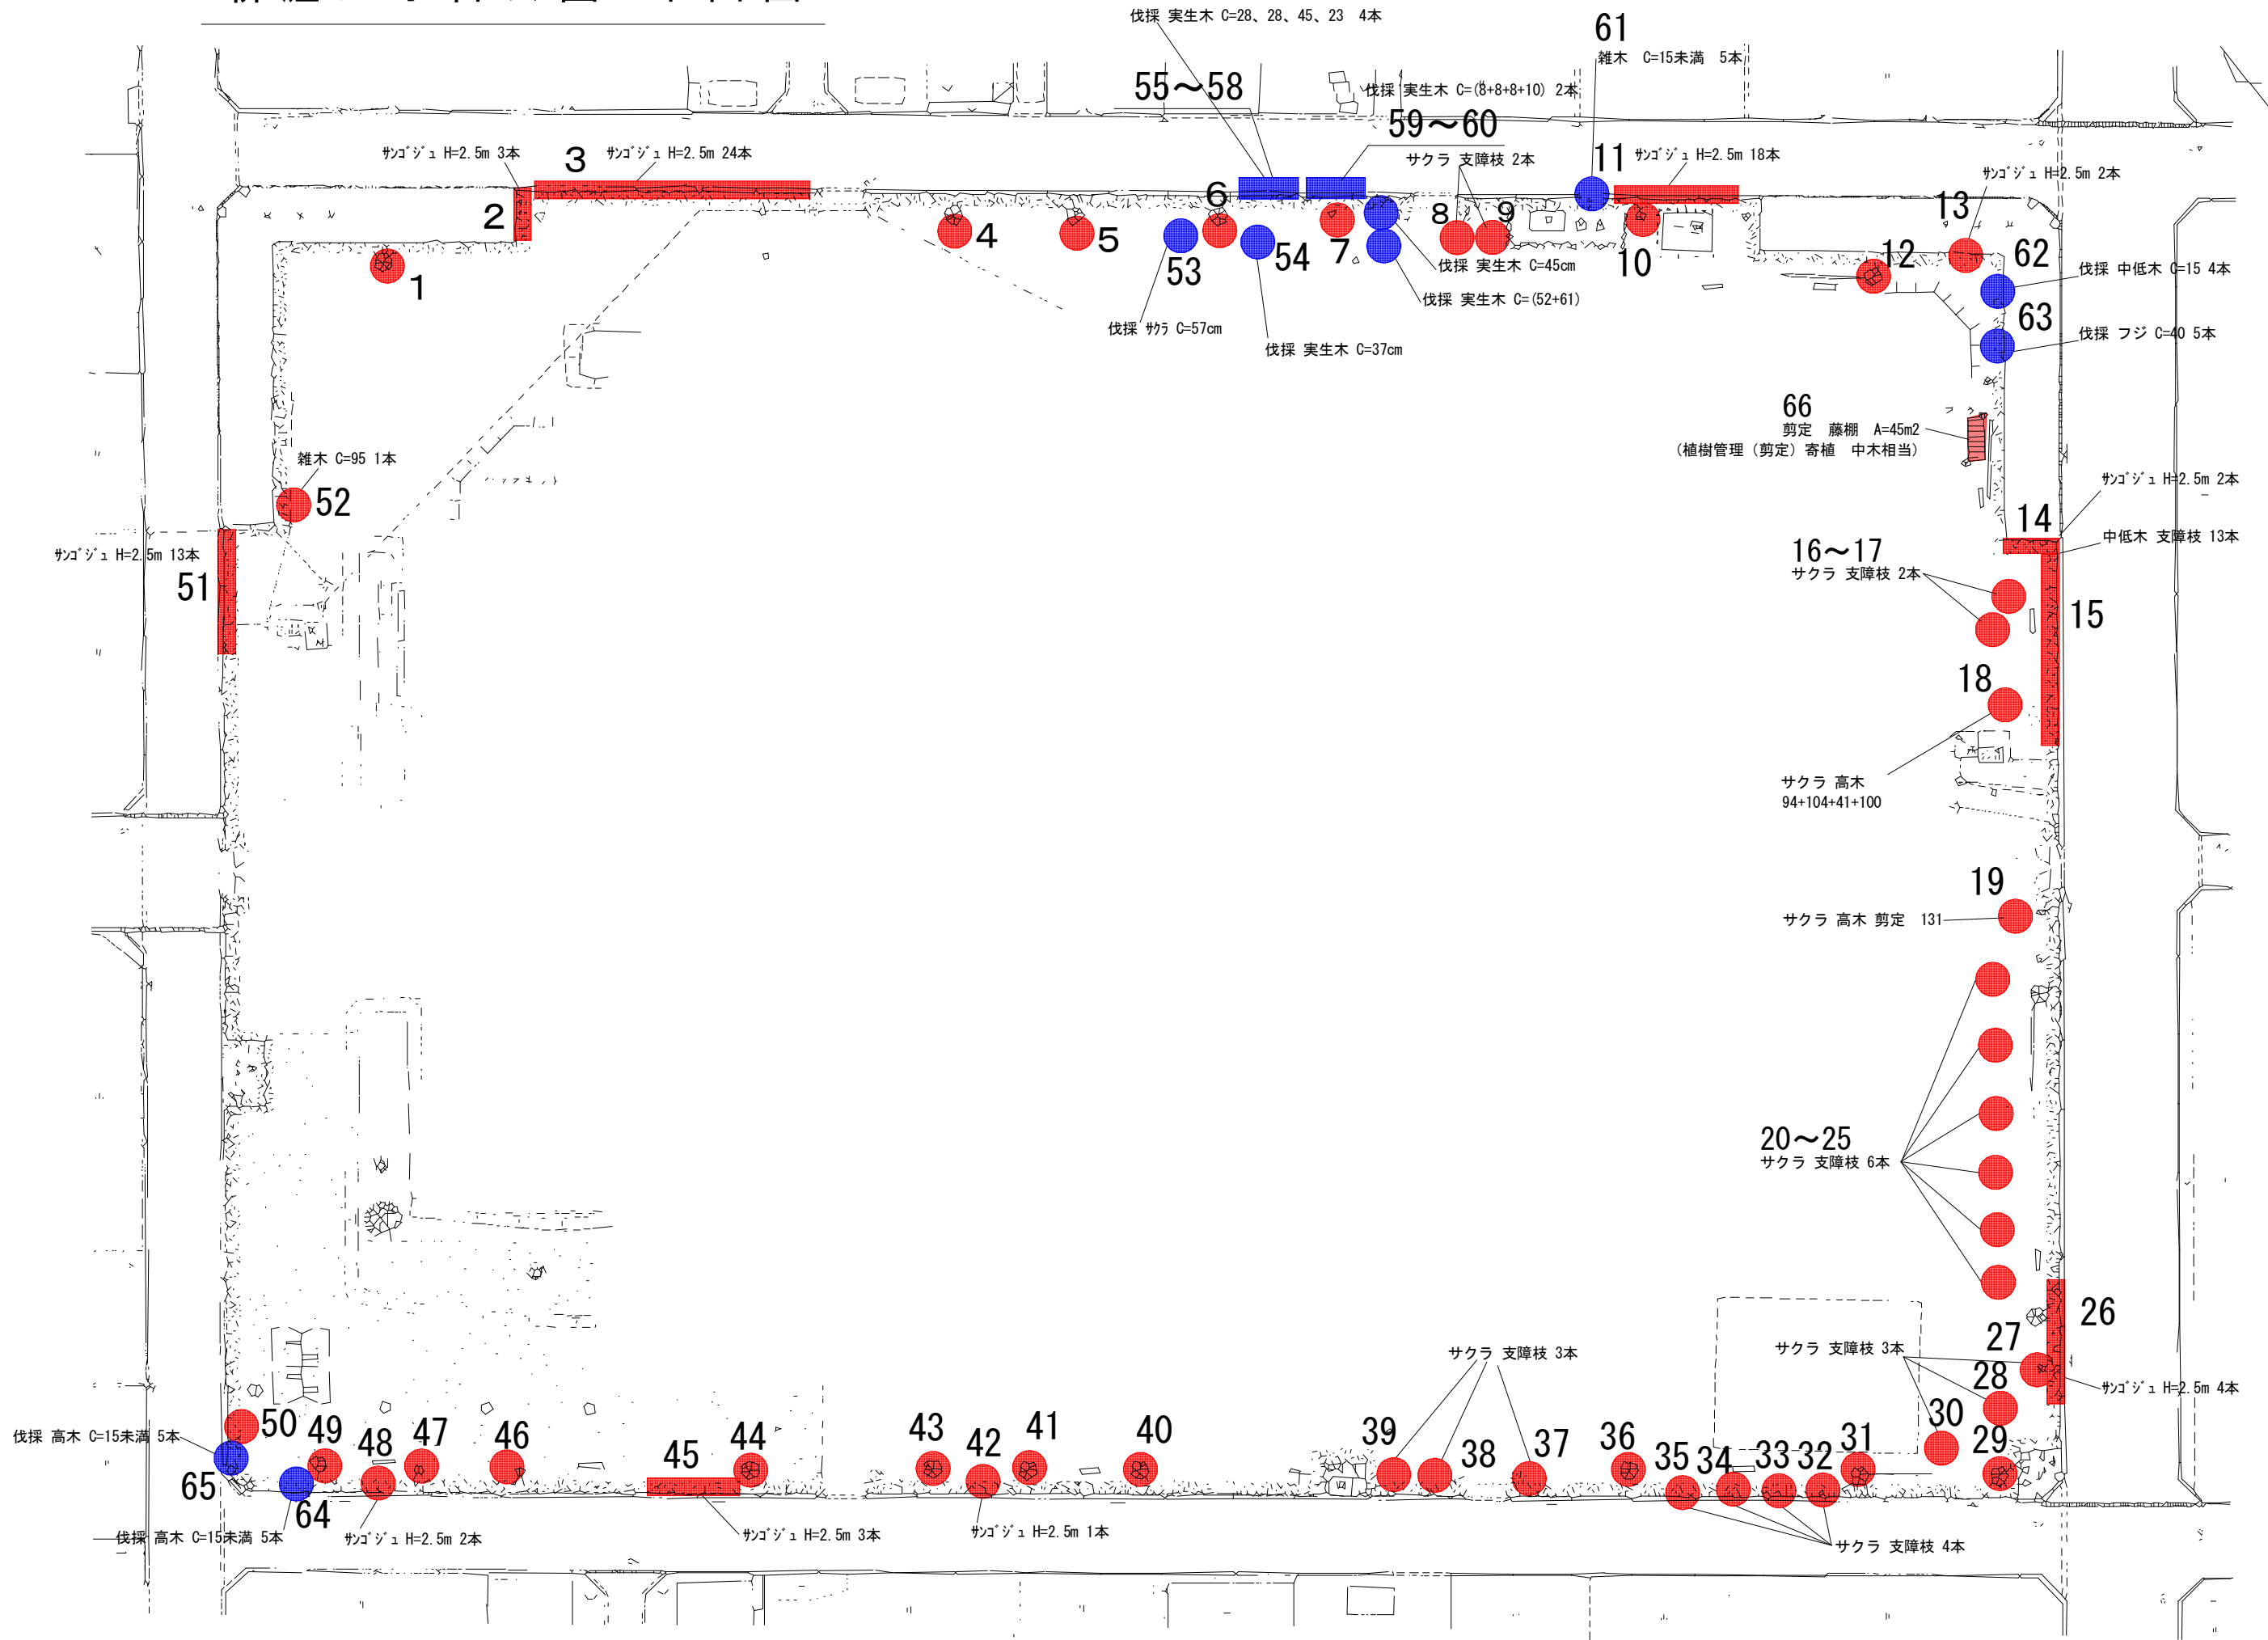 伐採 実生木 C=28、28、45、23 4本
61
雑木 C=15未満 5本
55～58
伐採 実生木 C=(8+8+8+10) 2本
59～60
サクラ 支障枝 2本
ｻﾝｺﾞｼﾞｭ H=2.5m 3本
3
ｻﾝｺﾞｼﾞｭ H=2.5m 24本
11
ｻﾝｺﾞｼﾞｭ H=2.5m 18本
ｻﾝｺﾞｼﾞｭ H=2.5m 2本
13
2
1
4
5
6
53
54
7
8
9
10
12
62
伐採 実生木 C=45cm
伐採 中低木 C=15 4本
伐採 実生木 C=(52+61)
63
伐採 ｻｸﾗ C=57cm
伐採 フジ C=40 5本
伐採 実生木 C=37cm
66
剪定 藤棚 A=45m2
(植樹管理（剪定）寄植 中木相当)
雑木 C=95 1本
52
ｻﾝｺﾞｼﾞｭ H=2.5m 2本
14
中低木 支障枝 13本
ｻﾝｺﾞｼﾞｭ H=2.5m 13本
51
16～17
サクラ 支障枝 2本
15
18
サクラ 高木
94+104+41+100
19
サクラ 高木 剪定 131
20～25
サクラ 支障枝 6本
26
27
サクラ 支障枝 3本
28
サクラ 支障枝 3本
ｻﾝｺﾞｼﾞｭ H=2.5m 4本
伐採 高木 C=15未満 5本
50
49
48
47
46
45
44
43
42
41
40
39
38
37
36
35
34
33
32
31
30
29
65
64
伐採 高木 C=15未満 5本
ｻﾝｺﾞｼﾞｭ H=2.5m 2本
ｻﾝｺﾞｼﾞｭ H=2.5m 3本
ｻﾝｺﾞｼﾞｭ H=2.5m 1本
サクラ 支障枝 4本